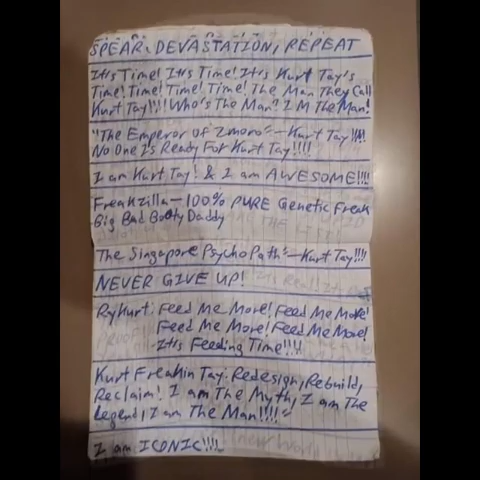 SPEAR, DEVASTATION, REPEAT
It's Time! It's Time! It's Kurt Tay's
Time! Time! Time! Time! The Man They Call
Kurt Tay!!!! Who's The Man? I M The Man!
"The Emperor of Zmoro" - Kurt Tay!!!!
No One Is Ready For Kurt Tay!!!!
I am Kurt Tay! & I am AWESOME!!!!
Freakzilla - 100% PURE Genetic Freak
Big Bad Booty Daddy
The Singapore PsychoPath" - Kurt Tay!!!!
NEVER GIVE UP!
RyKurt: Feed Me More! Feed Me More!
Feed Me More! Feed Me More!
It's Feeding Time!!!!
Kurt Freakin Tay: Redesign, Rebuild,
Reclaim! I am The Myth, I am The
Legend, I am The Man!!!!"
I am ICONIC!!!!